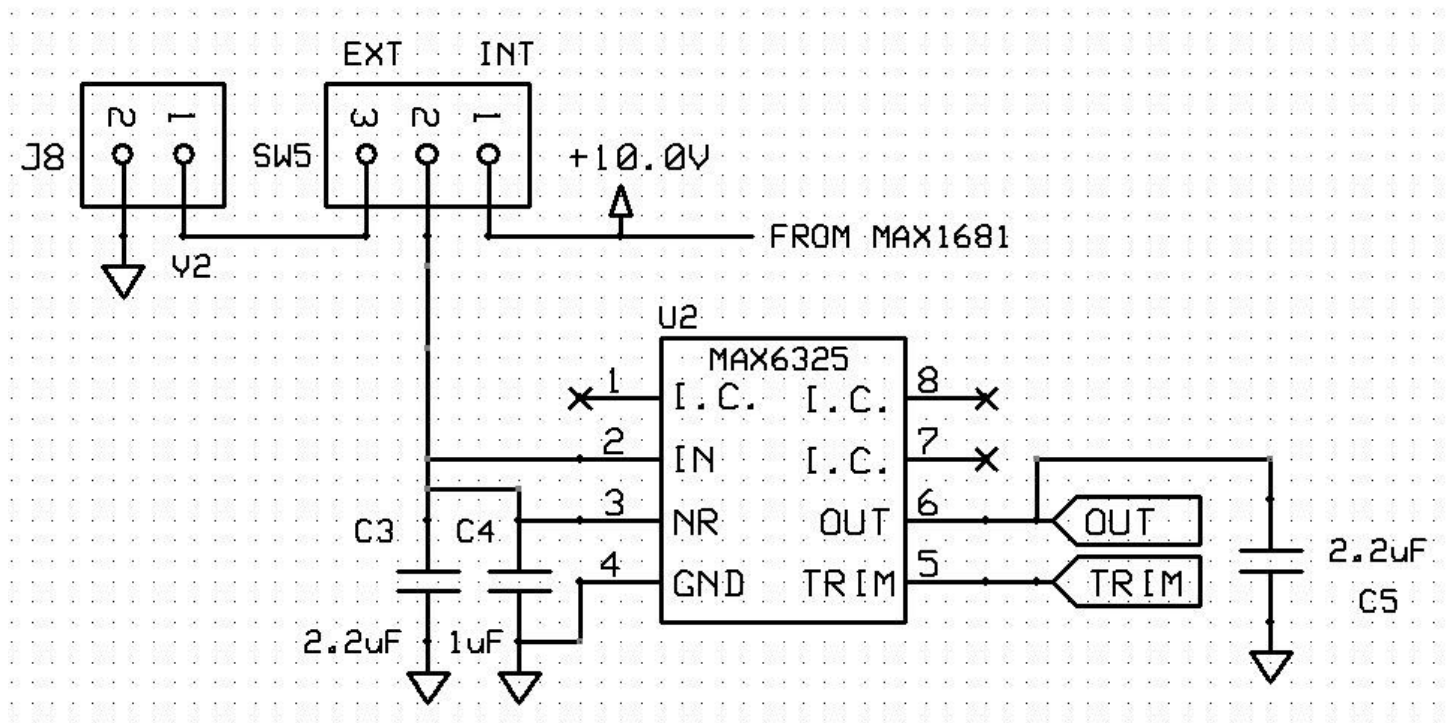 EXT INT
2 1 3 2 1
J8 SW5 +10.0V
FROM MAX1681
V2
U2
MAX6325
1 I.C. I.C. 8
2 IN I.C. 7
3 NR OUT 6 OUT
C3 C4
4 GND TRIM 5 TRIM
2.2uF
C5
2.2uF 1uF